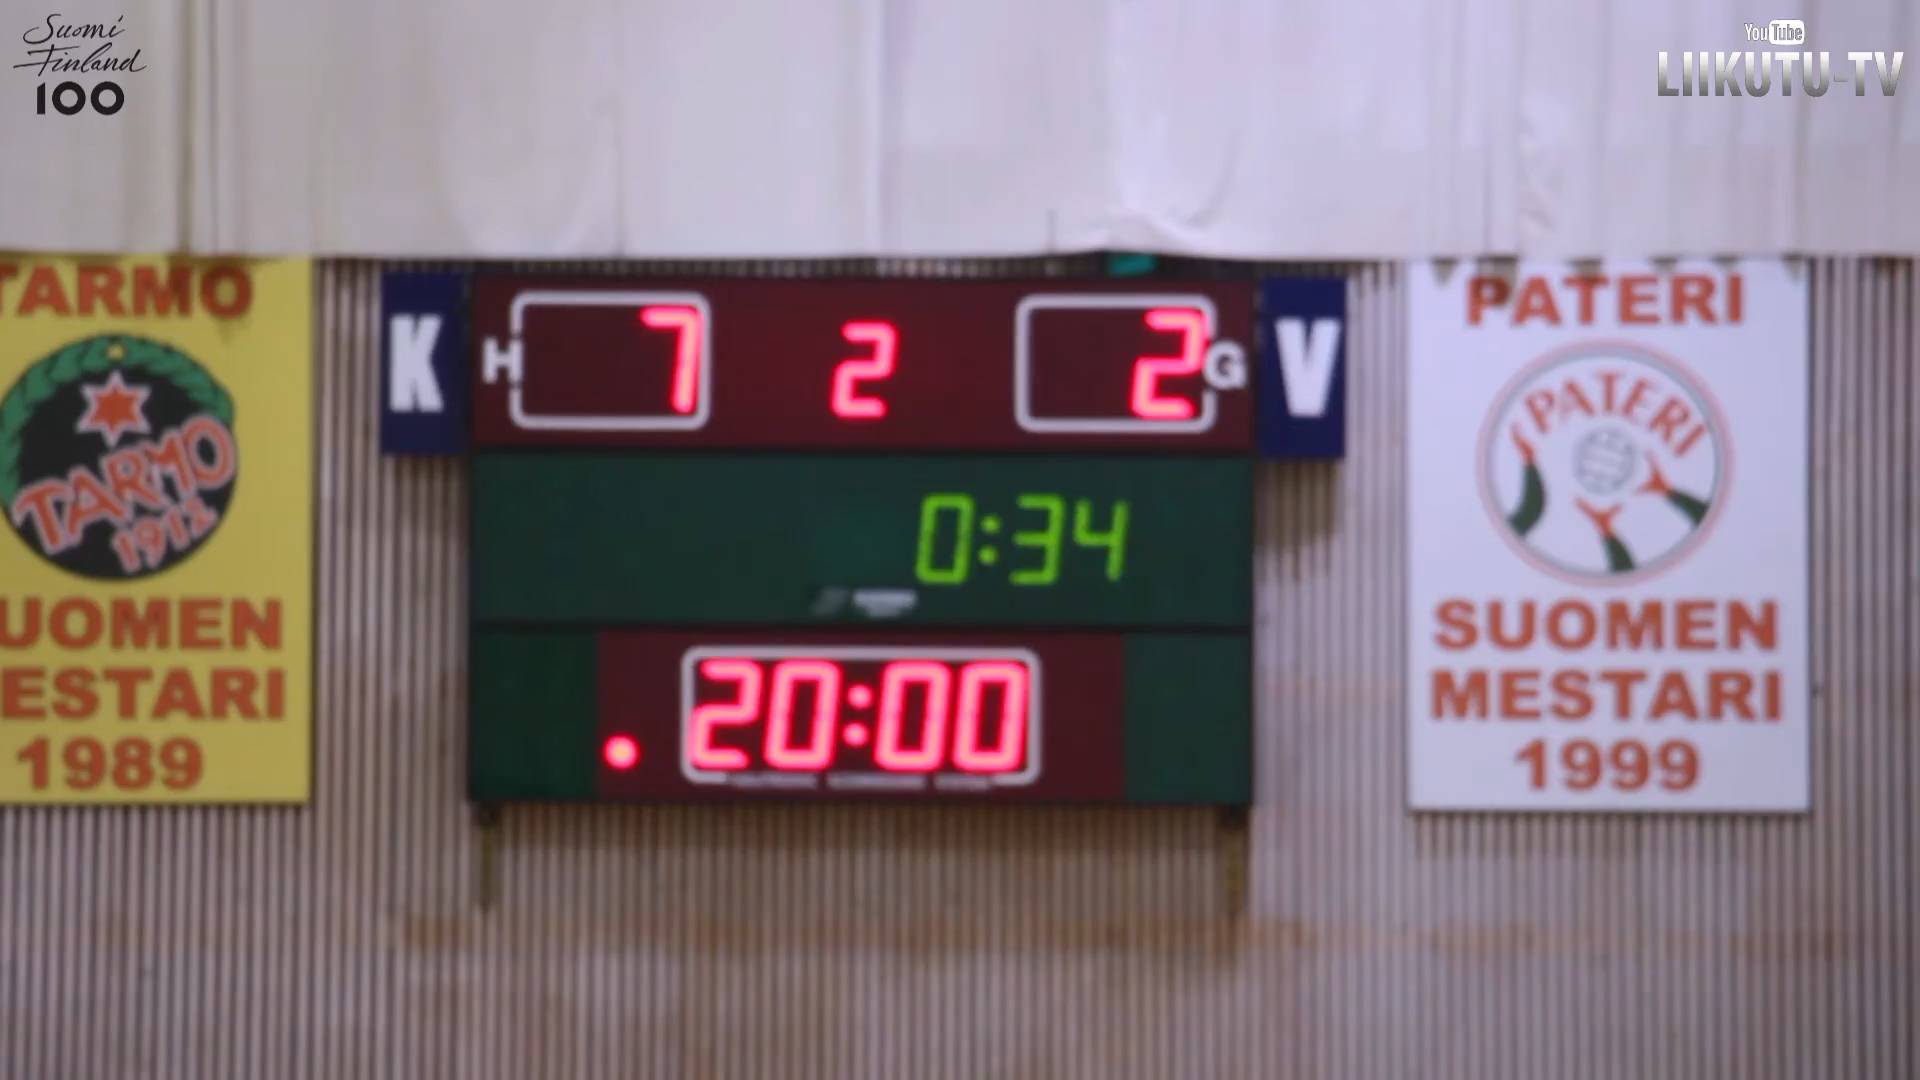 Suomi
Finland
100
YouTube
LIIKUTU-TV
TARMO
TARMO
1912
UOMEN
ESTARI
1989
K
H
7
2
2
G
V
0:34
20:00
PATERI
PATERI
SUOMEN
MESTARI
1999